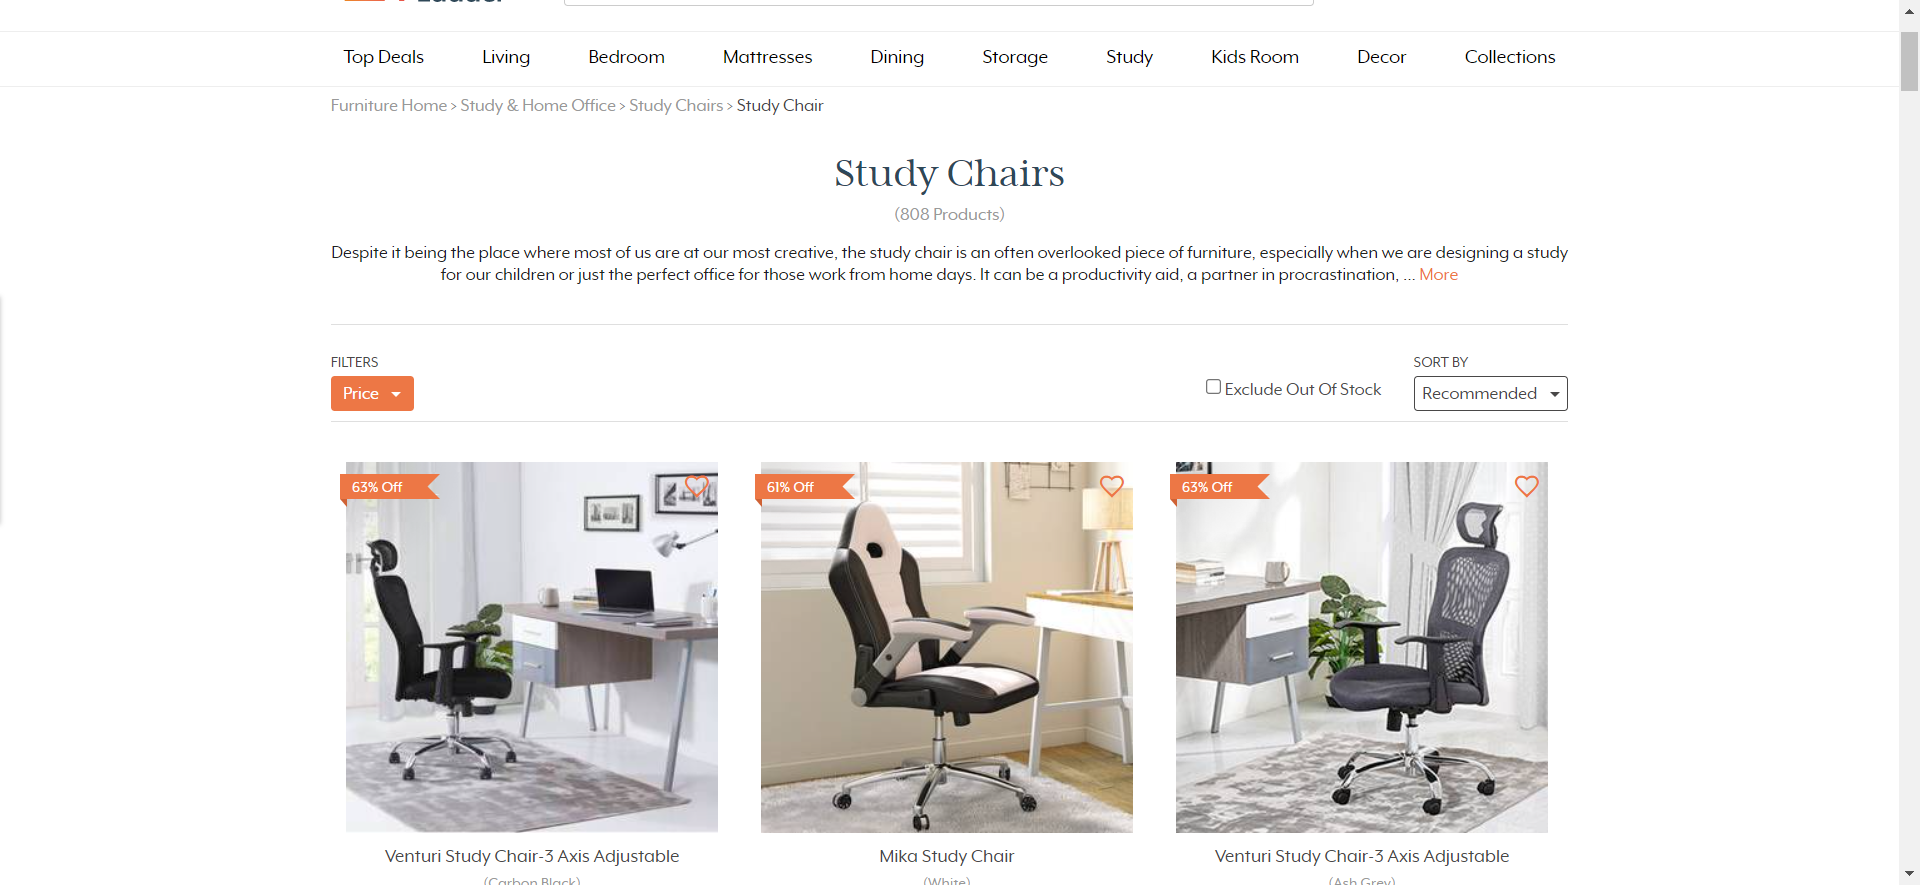 Top Deals Living Bedroom Mattresses Dining Storage Study Kids Room Decor Collections
Furniture Home > Study & Home Office > Study Chairs > Study Chair
Study Chairs
(808 Products)
Despite it being the place where most of us are at our most creative, the study chair is an often overlooked piece of furniture, especially when we are designing a study
for our children or just the perfect office for those work from home days. It can be a productivity aid, a partner in procrastination, ... More
FILTERS
Price
Exclude Out Of Stock
SORT BY
Recommended
63% Off
61% Off
63% Off
Venturi Study Chair-3 Axis Adjustable
(Carbon Black)
Mika Study Chair
(White)
Venturi Study Chair-3 Axis Adjustable
(Ash Grey)